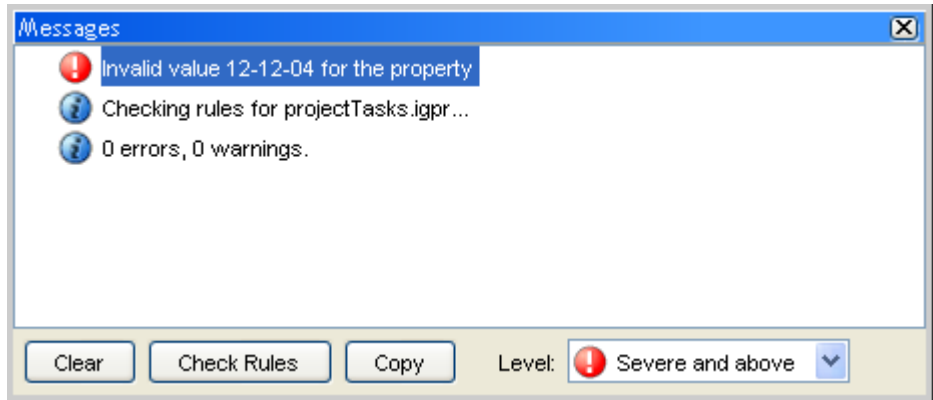 Messages
Invalid value 12-12-04 for the property
Checking rules for projectTasks.igpr...
0 errors, 0 warnings.
Clear Check Rules Copy Level: Severe and above